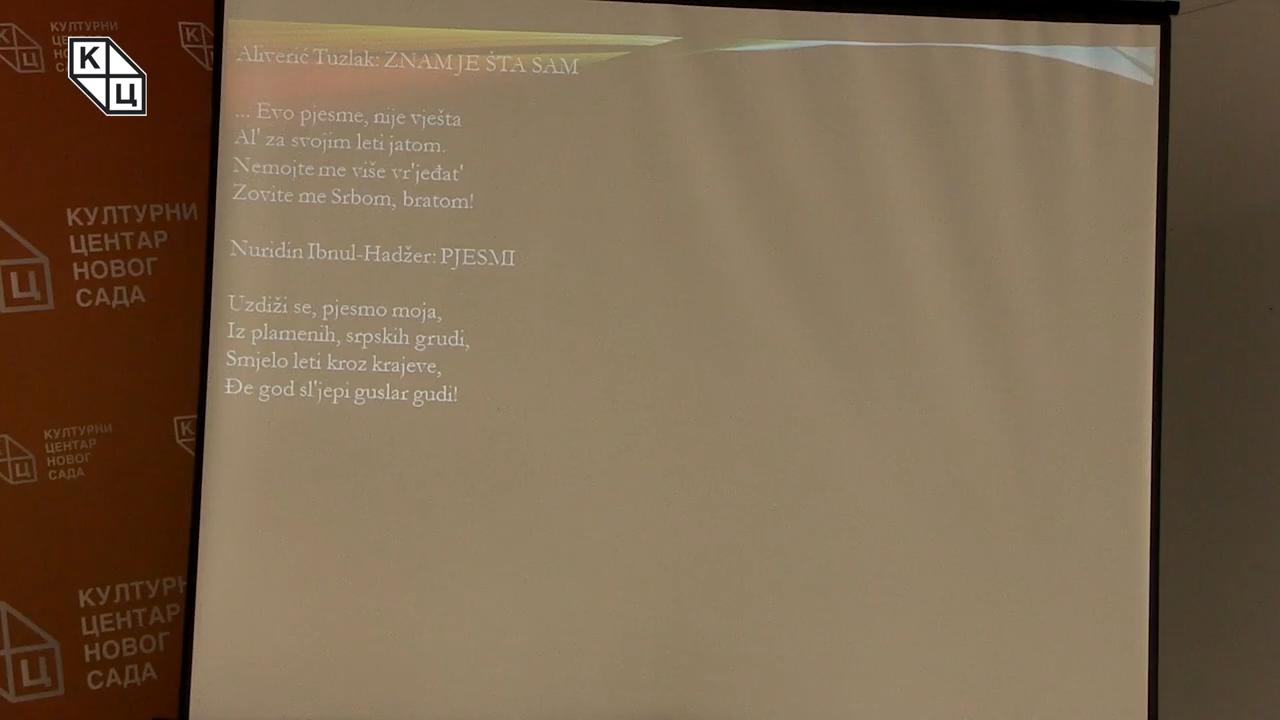 КУЛТУРНИ
К
Ц
Aliverić Tuzlak: ZNAM JE ŠTA SAM
... Evo pjesme, nije vješta
Al' za svojim leti jatom.
Nemojte me više vr'jeđat'
Zovite me Srbom, bratom!
Nuridin Ibnul-Hadžer: PJESMI
Uzdiži se, pjesmo moja,
Iz plamenih, srpskih grudi,
Smjelo leti kroz krajeve,
Đe god sl'jepi guslar gudi!
КУЛТУРНИ
ЦЕНТАР
НОВОГ
САДА
Ц
К
КУЛТУРНИ
ЦЕНТАР
НОВОГ
САДА
Ц
КУЛТУРН
ЦЕНТАР
НОВОГ
САДА
Ц